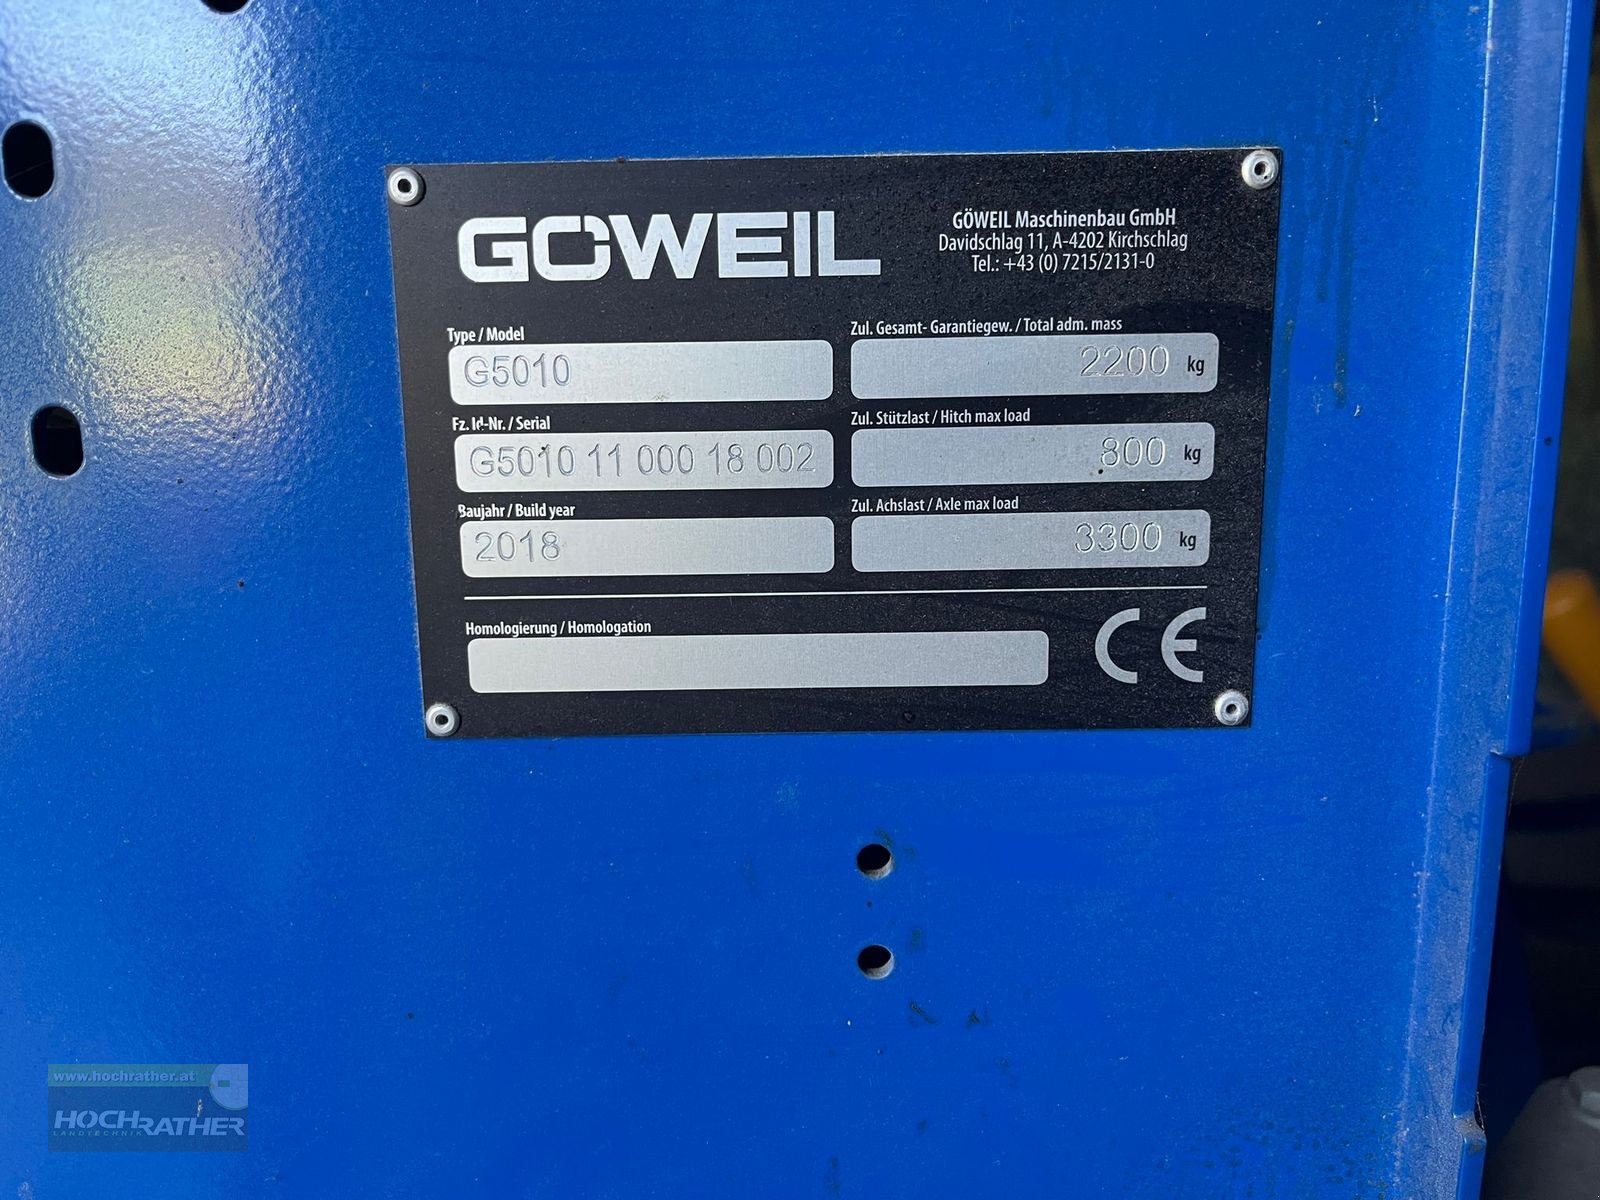 GÖWEIL
GÖWEIL Maschinenbau GmbH
Davidschlag 11, A-4202 Kirchschlag
Tel.: +43 (0) 7215/2131-0
Type / Model
G5010
Fz. Id-Nr. / Serial
G5010 11 000 18 002
Baujahr / Build year
2018
Zul. Gesamt- Garantiegew. / Total adm. mass
2200 kg
Zul. Stützlast / Hitch max load
800 kg
Zul. Achslast / Axle max load
3300 kg
Homologierung / Homologation
CE
www.hochrather.at
HOCHRATHER
LANDTECHNIK